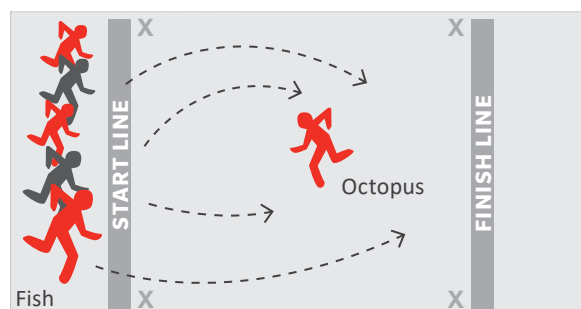 X
X
START LINE
FINISH LINE
Octopus
Fish
X
X